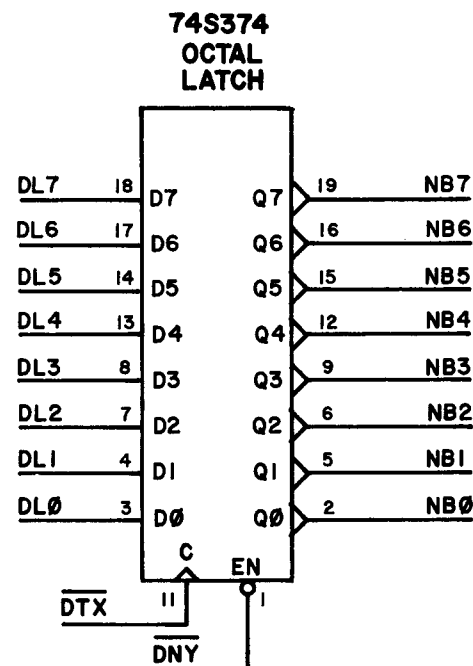 74S374
OCTAL
LATCH
DL7 18 D7 Q7 19 NB7
DL6 17 D6 Q6 16 NB6
DL5 14 D5 Q5 15 NB5
DL4 13 D4 Q4 12 NB4
DL3 8 D3 Q3 9 NB3
DL2 7 D2 Q2 6 NB2
DL1 4 D1 Q1 5 NB1
DLØ 3 DØ QØ 2 NBØ
C EN
D̅T̅X̅ 11 1
D̅N̅Y̅